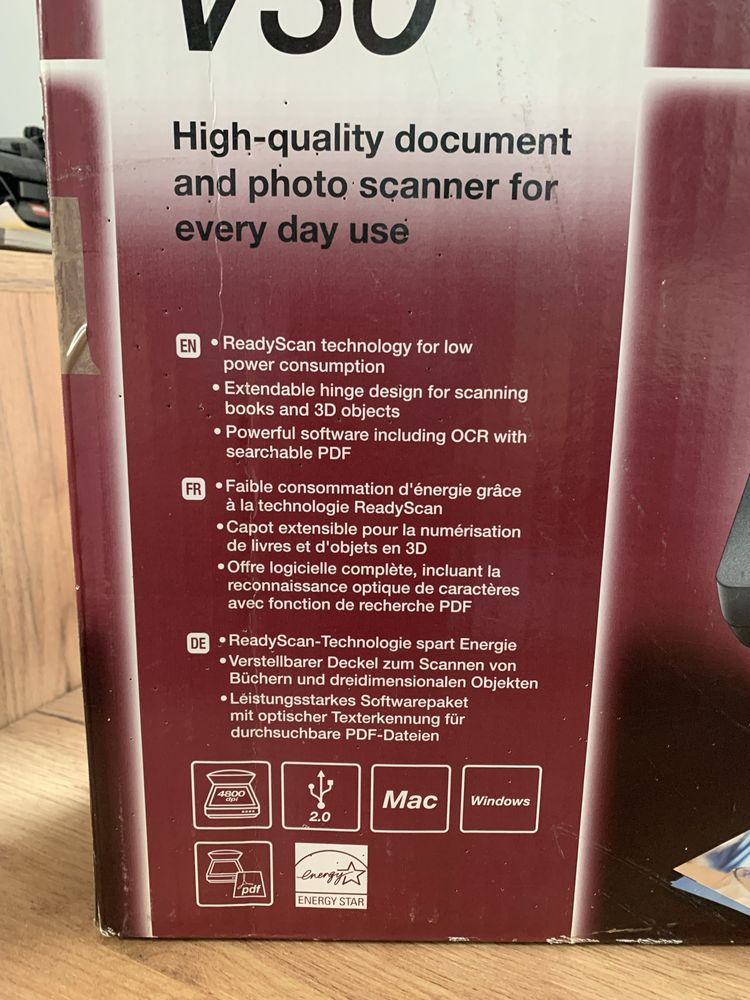 V30
High-quality document
and photo scanner for
every day use
EN • ReadyScan technology for low
power consumption
• Extendable hinge design for scanning
books and 3D objects
• Powerful software including OCR with
searchable PDF
FR • Faible consommation d'énergie grâce
à la technologie ReadyScan
• Capot extensible pour la numérisation
de livres et d'objets en 3D
• Offre logicielle complète, incluant la
reconnaissance optique de caractères
avec fonction de recherche PDF
DE • ReadyScan-Technologie spart Energie
• Verstellbarer Deckel zum Scannen von
Büchern und dreidimensionalen Objekten
• Leistungsstarkes Softwarepaket
mit optischer Texterkennung für
durchsuchbare PDF-Dateien
4800
dpi
2.0
Mac
Windows
pdf
energy
ENERGY STAR